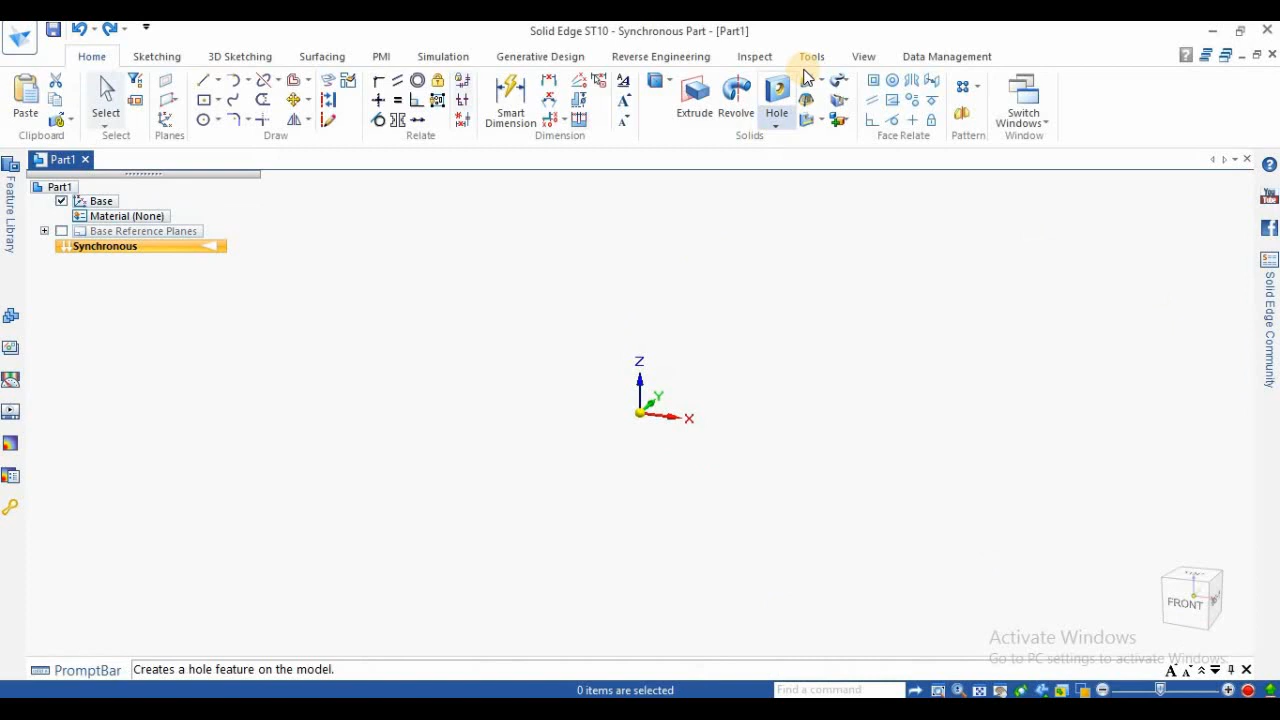 Solid Edge ST10 - Synchronous Part - [Part1]
Home
Sketching
3D Sketching
Surfacing
PMI
Simulation
Generative Design
Reverse Engineering
Inspect
Tools
View
Data Management
Paste
Select
Smart
Dimension
Extrude
Revolve
Hole
Switch
Windows
Clipboard
Select
Planes
Draw
Relate
Dimension
Solids
Face Relate
Pattern
Window
Part1
Part1
Base
Material (None)
Base Reference Planes
Synchronous
Feature Library
YouTube
Solid Edge Community
Z
Y
X
FRONT
Activate Windows
Go to PC settings to activate Windows.
PromptBar
Creates a hole feature on the model.
0 items are selected
Find a command